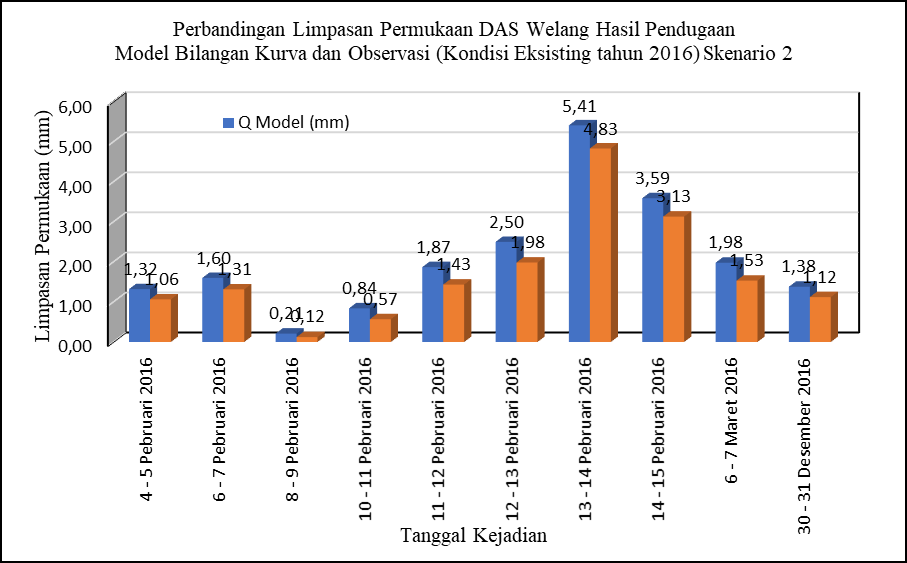 Perbandingan Limpasan Permukaan DAS Welang Hasil Pendugaan
Model Bilangan Kurva dan Observasi (Kondisi Eksisting tahun 2016) Skenario 2
Limpasan Permukaan (mm)
6,00
5,00
4,00
3,00
2,00
1,00
0,00
Q Model (mm)
1,32
1,06
1,60
1,31
0,21
0,12
0,84
0,57
1,87
1,43
2,50
1,98
5,41
4,83
3,59
3,13
1,98
1,53
1,38
1,12
4 - 5 Pebruari 2016
6 - 7 Pebruari 2016
8 - 9 Pebruari 2016
10 - 11 Pebruari 2016
11 - 12 Pebruari 2016
12 - 13 Pebruari 2016
13 - 14 Pebruari 2016
14 - 15 Pebruari 2016
6 - 7 Maret 2016
30 - 31 Desember 2016
Tanggal Kejadian